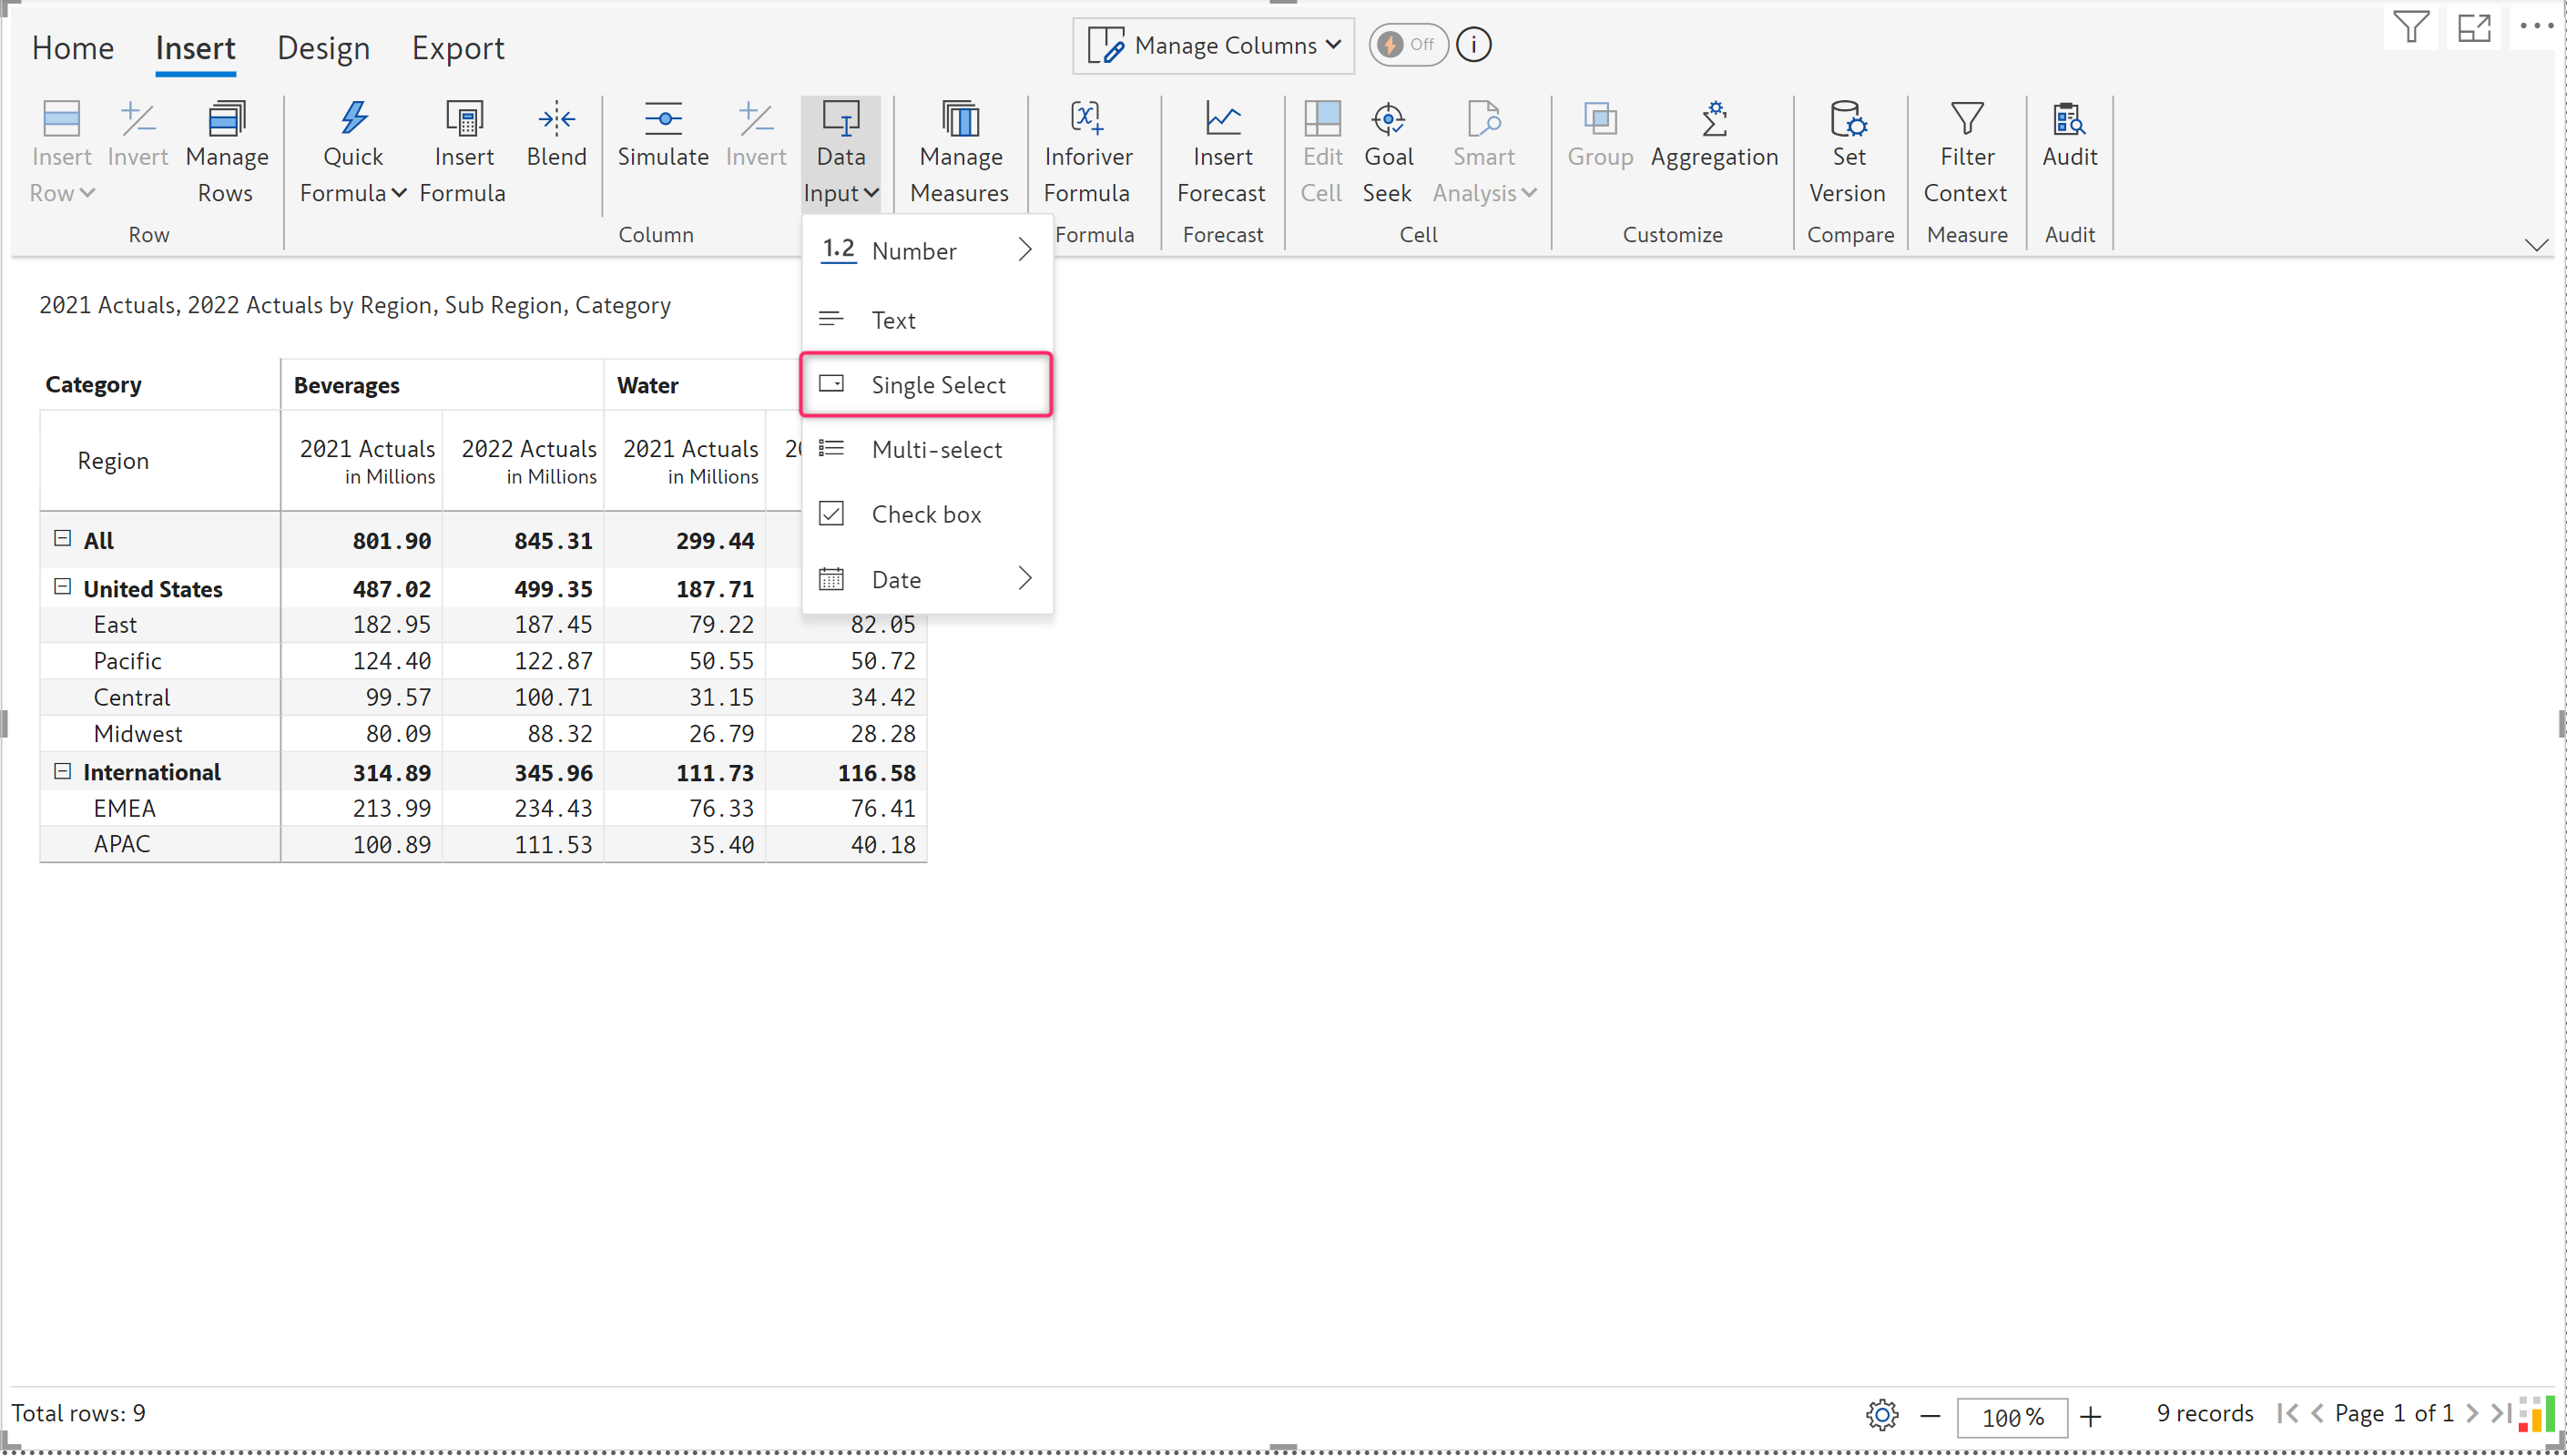 Home Insert Design Export Manage Columns Off i
Insert Invert Manage Quick Insert Blend Simulate Invert Data Manage Inforiver Insert Edit Goal Smart Group Aggregation Set Filter Audit
Row Rows Formula Formula Input Measures Formula Forecast Cell Seek Analysis Version Context
Row Column Formula Forecast Cell Customize Compare Measure Audit
1.2 Number
Text
Single Select
Multi-select
Check box
Date
2021 Actuals, 2022 Actuals by Region, Sub Region, Category
Category Beverages Water
Region 2021 Actuals 2022 Actuals 2021 Actuals
in Millions in Millions in Millions
All 801.90 845.31 299.44
United States 487.02 499.35 187.71
East 182.95 187.45 79.22 82.05
Pacific 124.40 122.87 50.55 50.72
Central 99.57 100.71 31.15 34.42
Midwest 80.09 88.32 26.79 28.28
International 314.89 345.96 111.73 116.58
EMEA 213.99 234.43 76.33 76.41
APAC 100.89 111.53 35.40 40.18
Total rows: 9 100% 9 records Page 1 of 1